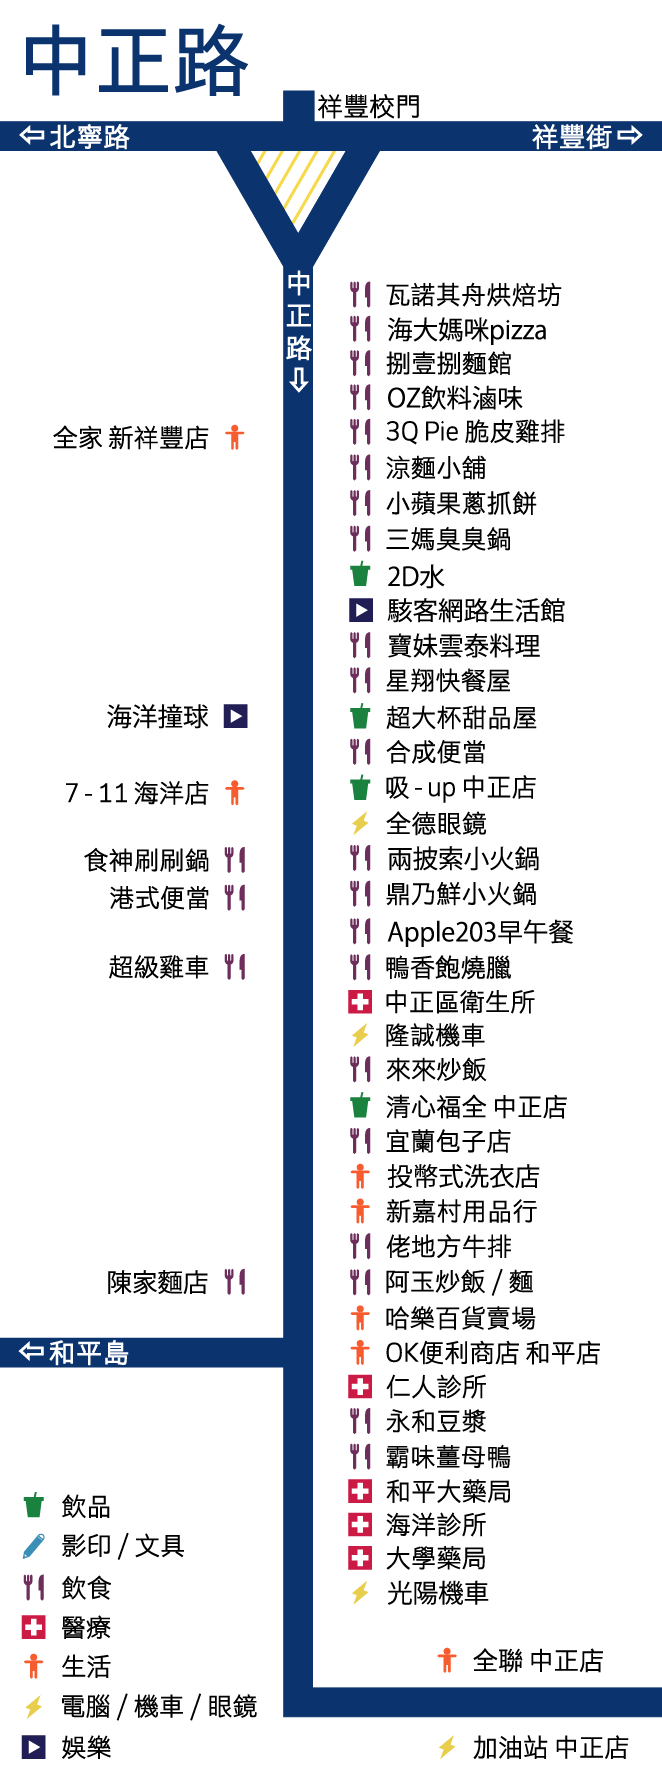 中正路
祥豐校門
北寧路
祥豐街
中正路
瓦諾其舟烘焙坊
海大媽咪pizza
捌壹捌麵館
OZ飲料滷味
3Q Pie 脆皮雞排
全家 新祥豐店
涼麵小舖
小蘋果蔥抓餅
三媽臭臭鍋
2D水
駭客網路生活館
寶妹雲泰料理
星翔快餐屋
海洋撞球
超大杯甜品屋
合成便當
7 - 11 海洋店
吸 - up 中正店
全德眼鏡
食神刷刷鍋
兩披索小火鍋
港式便當
鼎乃鮮小火鍋
Apple203早午餐
超級雞車
鴨香飽燒臘
中正區衛生所
隆誠機車
來來炒飯
清心福全 中正店
宜蘭包子店
投幣式洗衣店
新嘉村用品行
佬地方牛排
陳家麵店
阿玉炒飯 / 麵
哈樂百貨賣場
和平島
OK便利商店 和平店
仁人診所
永和豆漿
霸味薑母鴨
和平大藥局
海洋診所
大學藥局
光陽機車
飲品
影印 / 文具
飲食
醫療
生活
電腦 / 機車 / 眼鏡
娛樂
全聯 中正店
加油站 中正店